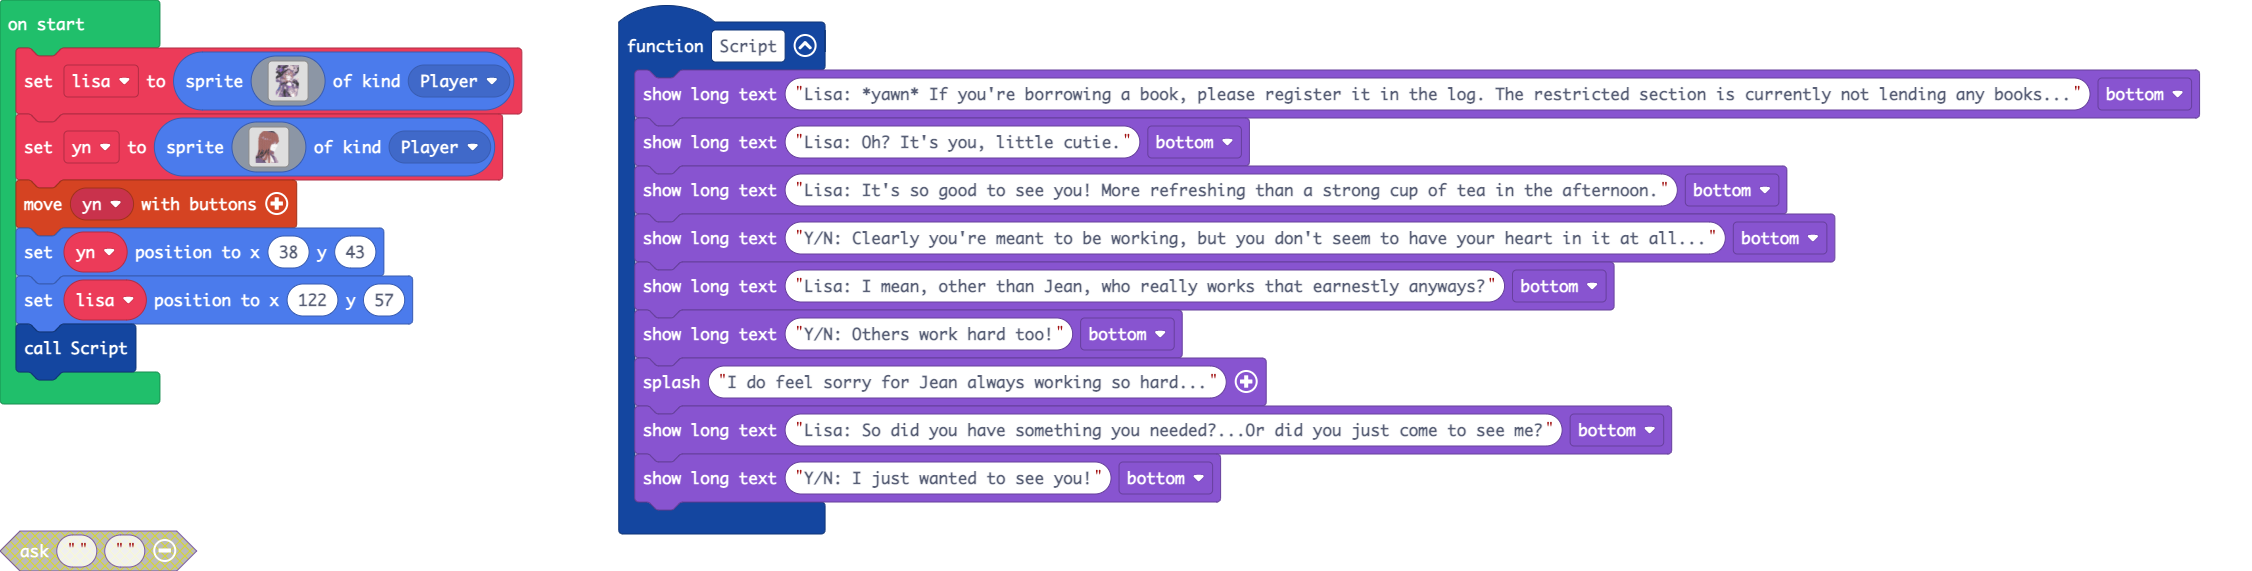 on start
set lisa to sprite of kind Player
set yn to sprite of kind Player
move yn with buttons
set yn position to x 38 y 43
set lisa position to x 122 y 57
call Script
ask "" ""
function Script
show long text "Lisa: *yawn* If you're borrowing a book, please register it in the log. The restricted section is currently not lending any books..." bottom
show long text "Lisa: Oh? It's you, little cutie." bottom
show long text "Lisa: It's so good to see you! More refreshing than a strong cup of tea in the afternoon." bottom
show long text "Y/N: Clearly you're meant to be working, but you don't seem to have your heart in it at all..." bottom
show long text "Lisa: I mean, other than Jean, who really works that earnestly anyways?" bottom
show long text "Y/N: Others work hard too!" bottom
splash "I do feel sorry for Jean always working so hard..."
show long text "Lisa: So did you have something you needed?...Or did you just come to see me?" bottom
show long text "Y/N: I just wanted to see you!" bottom